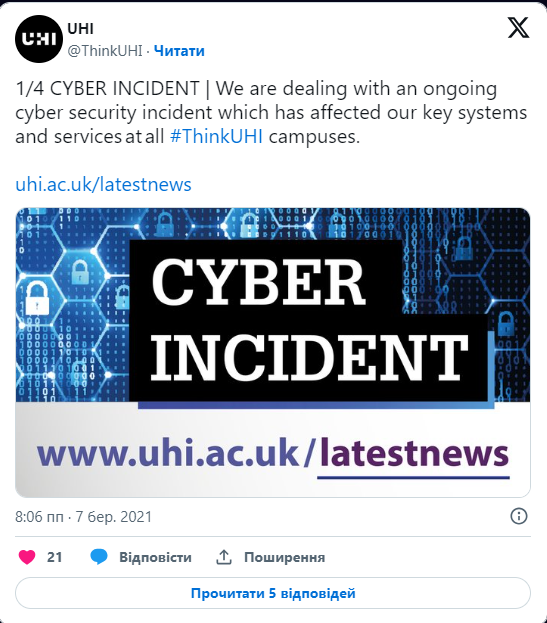 UHI
UHI
@ThinkUHI · Читати
1/4 CYBER INCIDENT | We are dealing with an ongoing
cyber security incident which has affected our key systems
and services at all #ThinkUHI campuses.
uhi.ac.uk/latestnews
CYBER
INCIDENT
www.uhi.ac.uk/latestnews
8:06 пп · 7 бер. 2021
21 Відповісти Поширення
Прочитати 5 відповідей